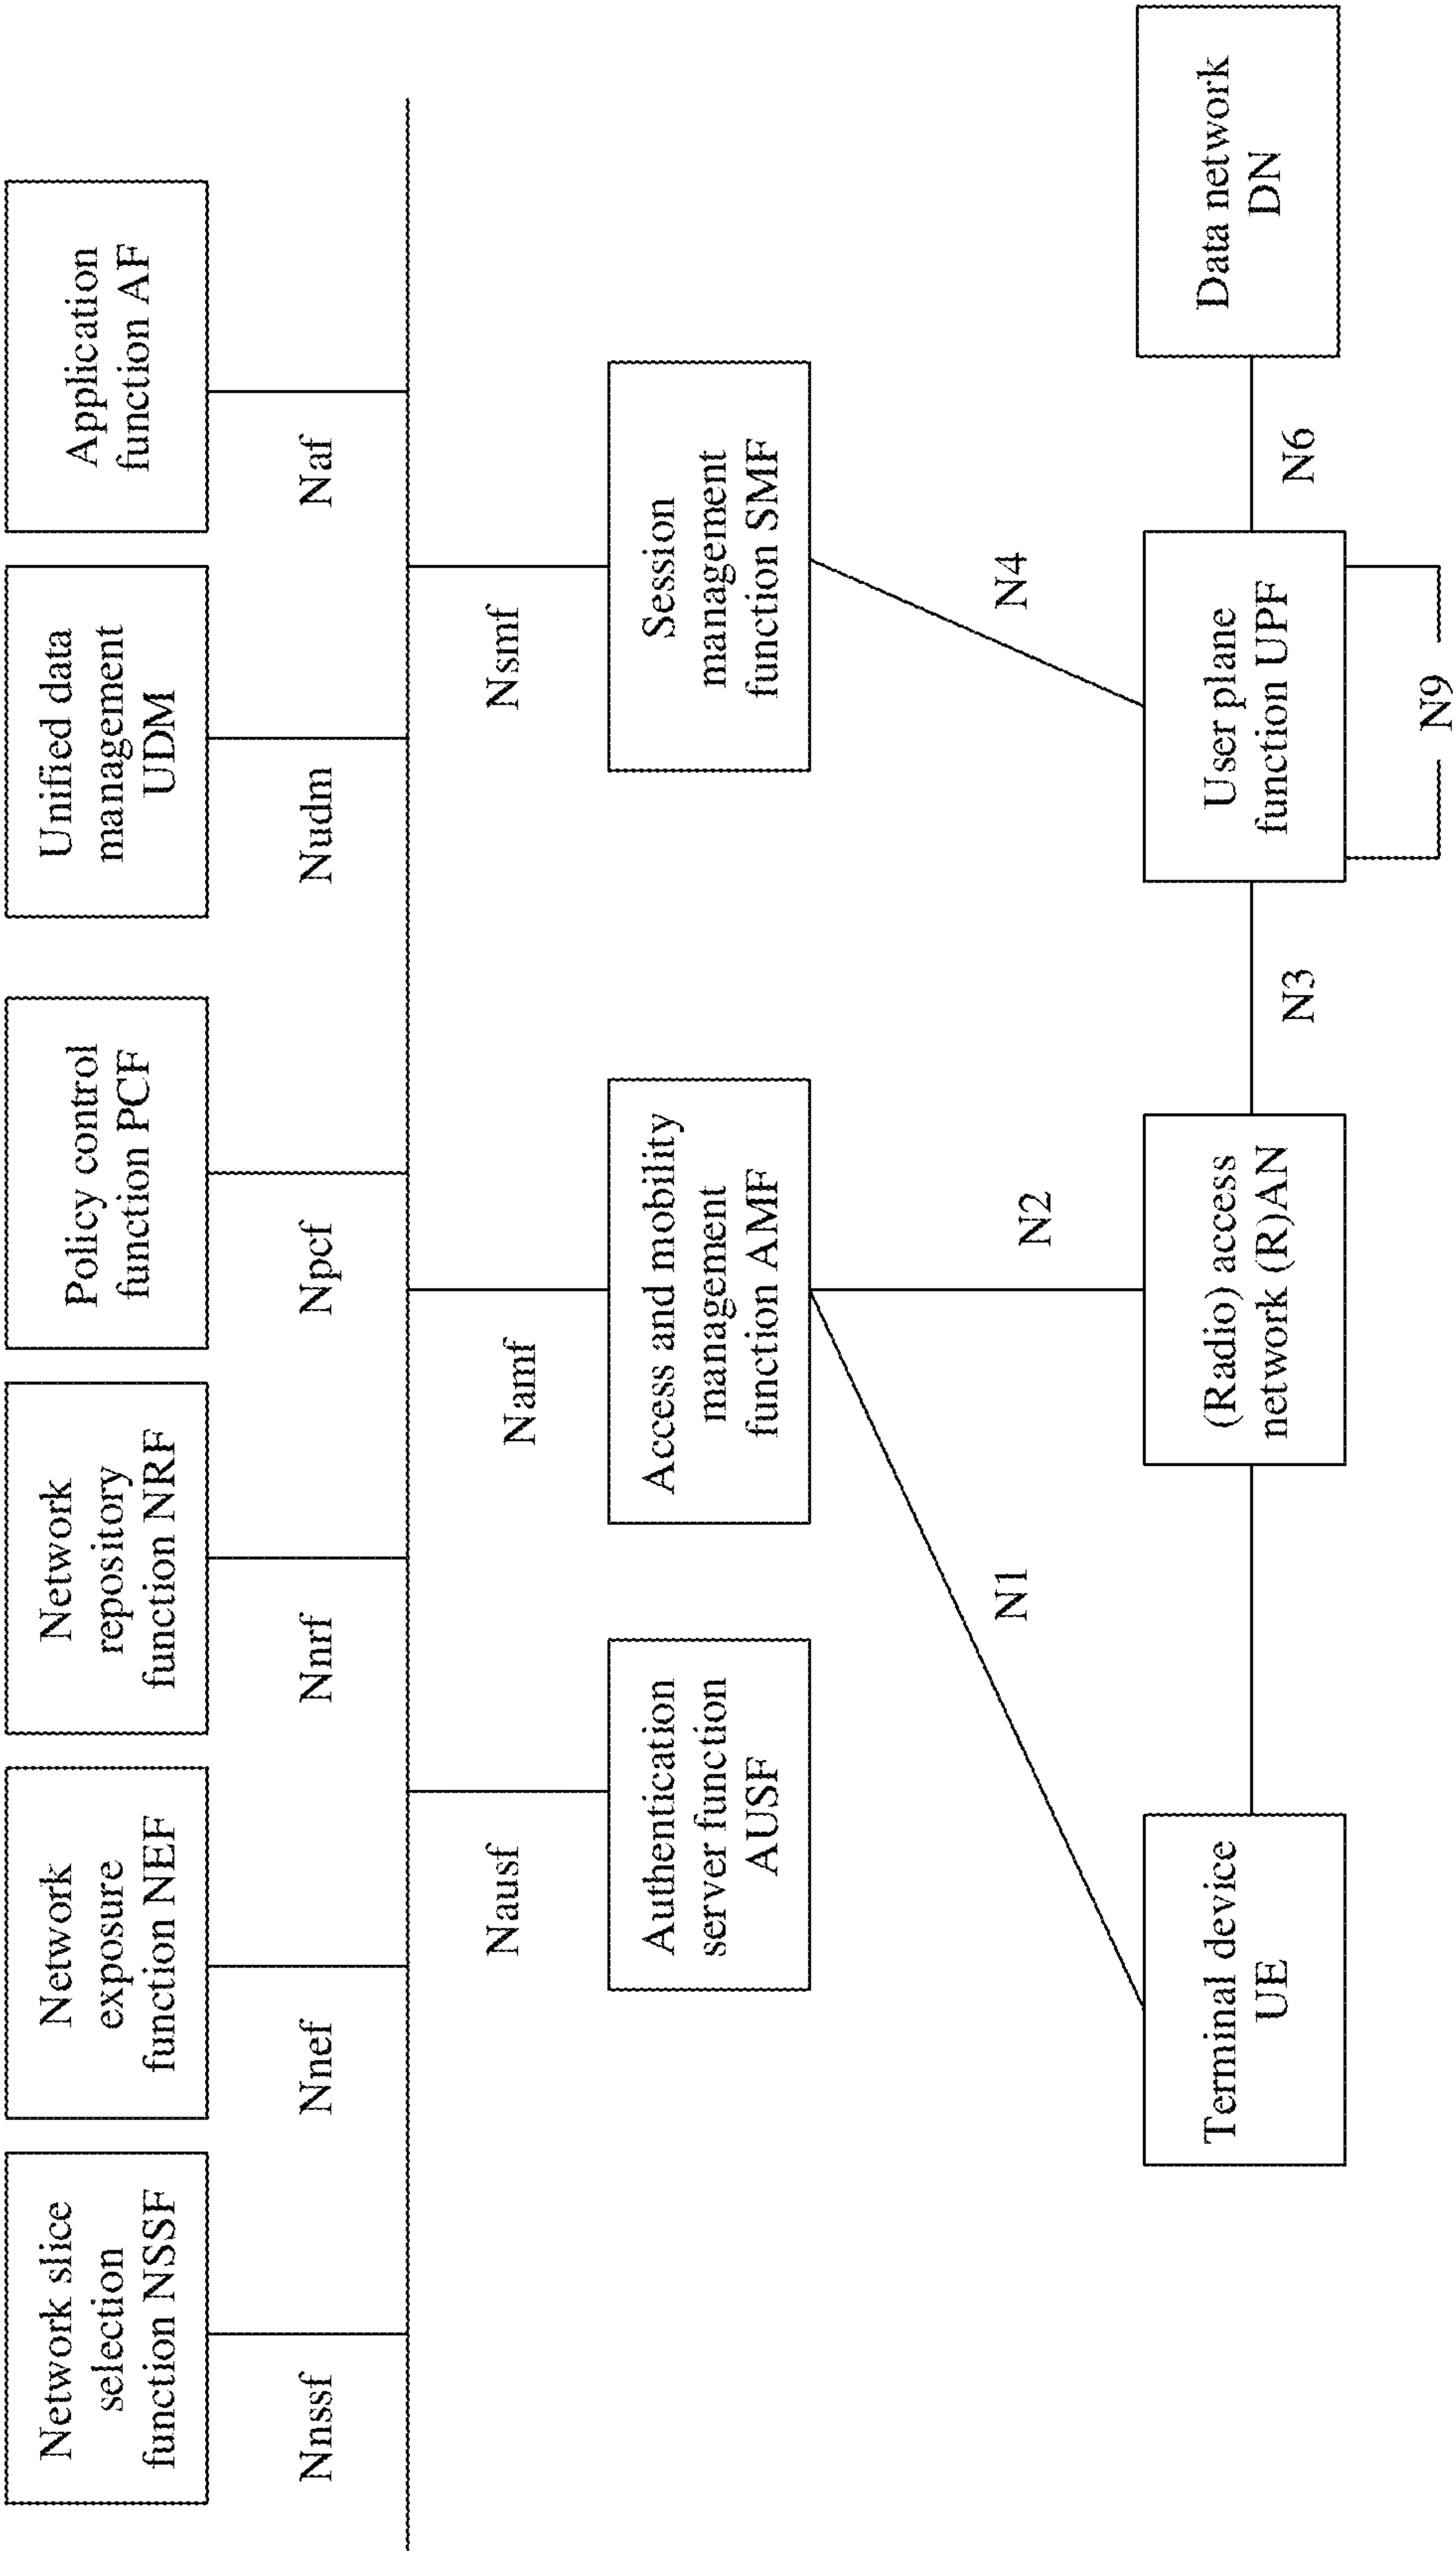 Network slice
selection
function NSSF
Network
exposure
function NEF
Network
repository
function NRF
Policy control
function PCF
Unified data
management
UDM
Application
function AF
Nnssf
Nnef
Nnrf
Npcf
Nudm
Naf
Nausf
Namf
Nsmf
Authentication
server function
AUSF
Access and mobility
management
function AMF
Session
management
function SMF
N1
N2
N4
Terminal device
UE
(Radio) access
network (R)AN
N3
User plane
function UPF
N6
Data network
DN
N9